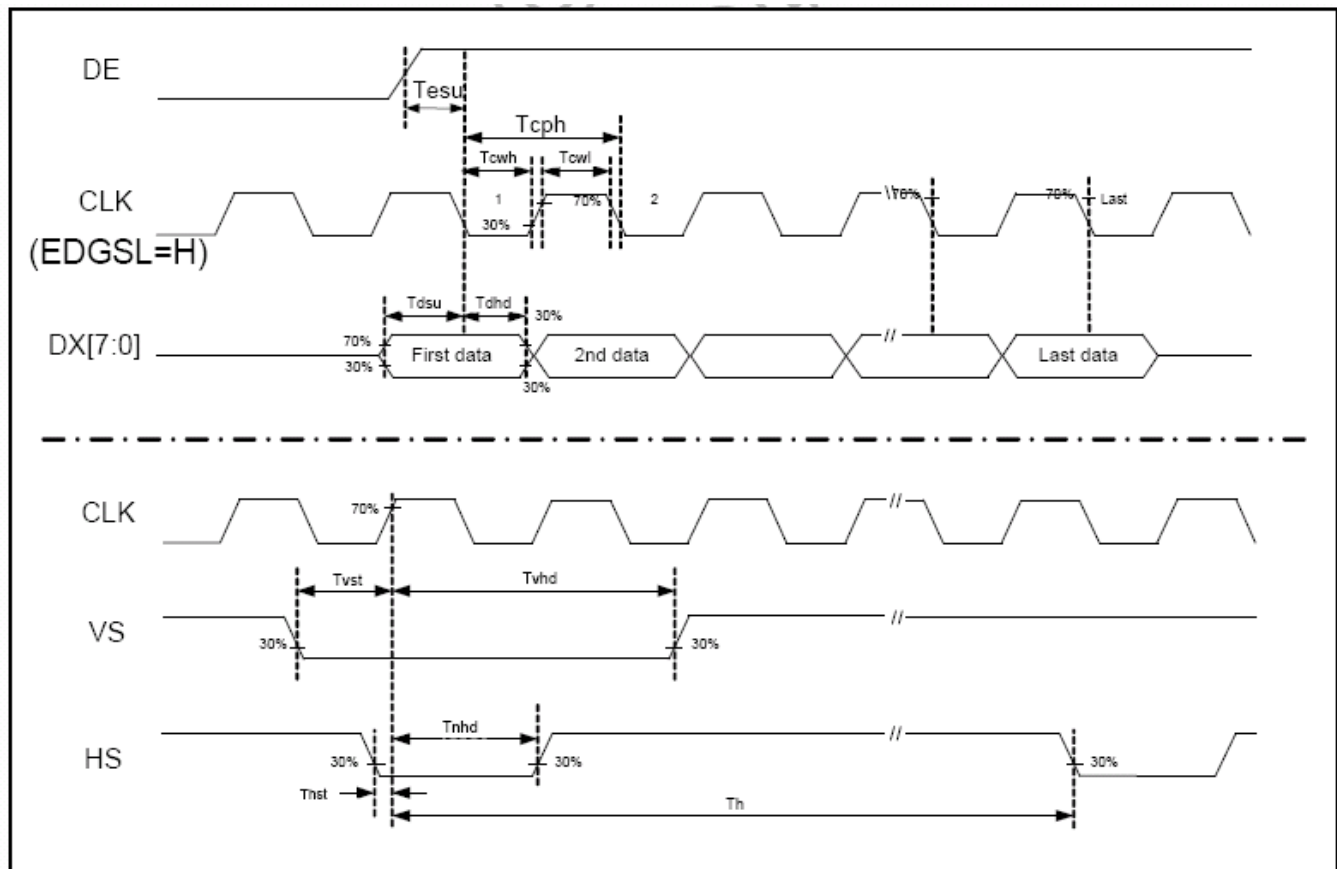 DE
Tesu
Tcph
Tcwh
Tcwl
CLK
(EDGSL=H)
1
30%
70%
2
70%
70%
Last
Tdsu
Tdhd
30%
DX[7:0]
70%
30%
First data
30%
2nd data
//
Last data
CLK
70%
//
Tvst
Tvhd
VS
30%
30%
//
Tnhd
HS
30%
30%
//
30%
Thst
Th